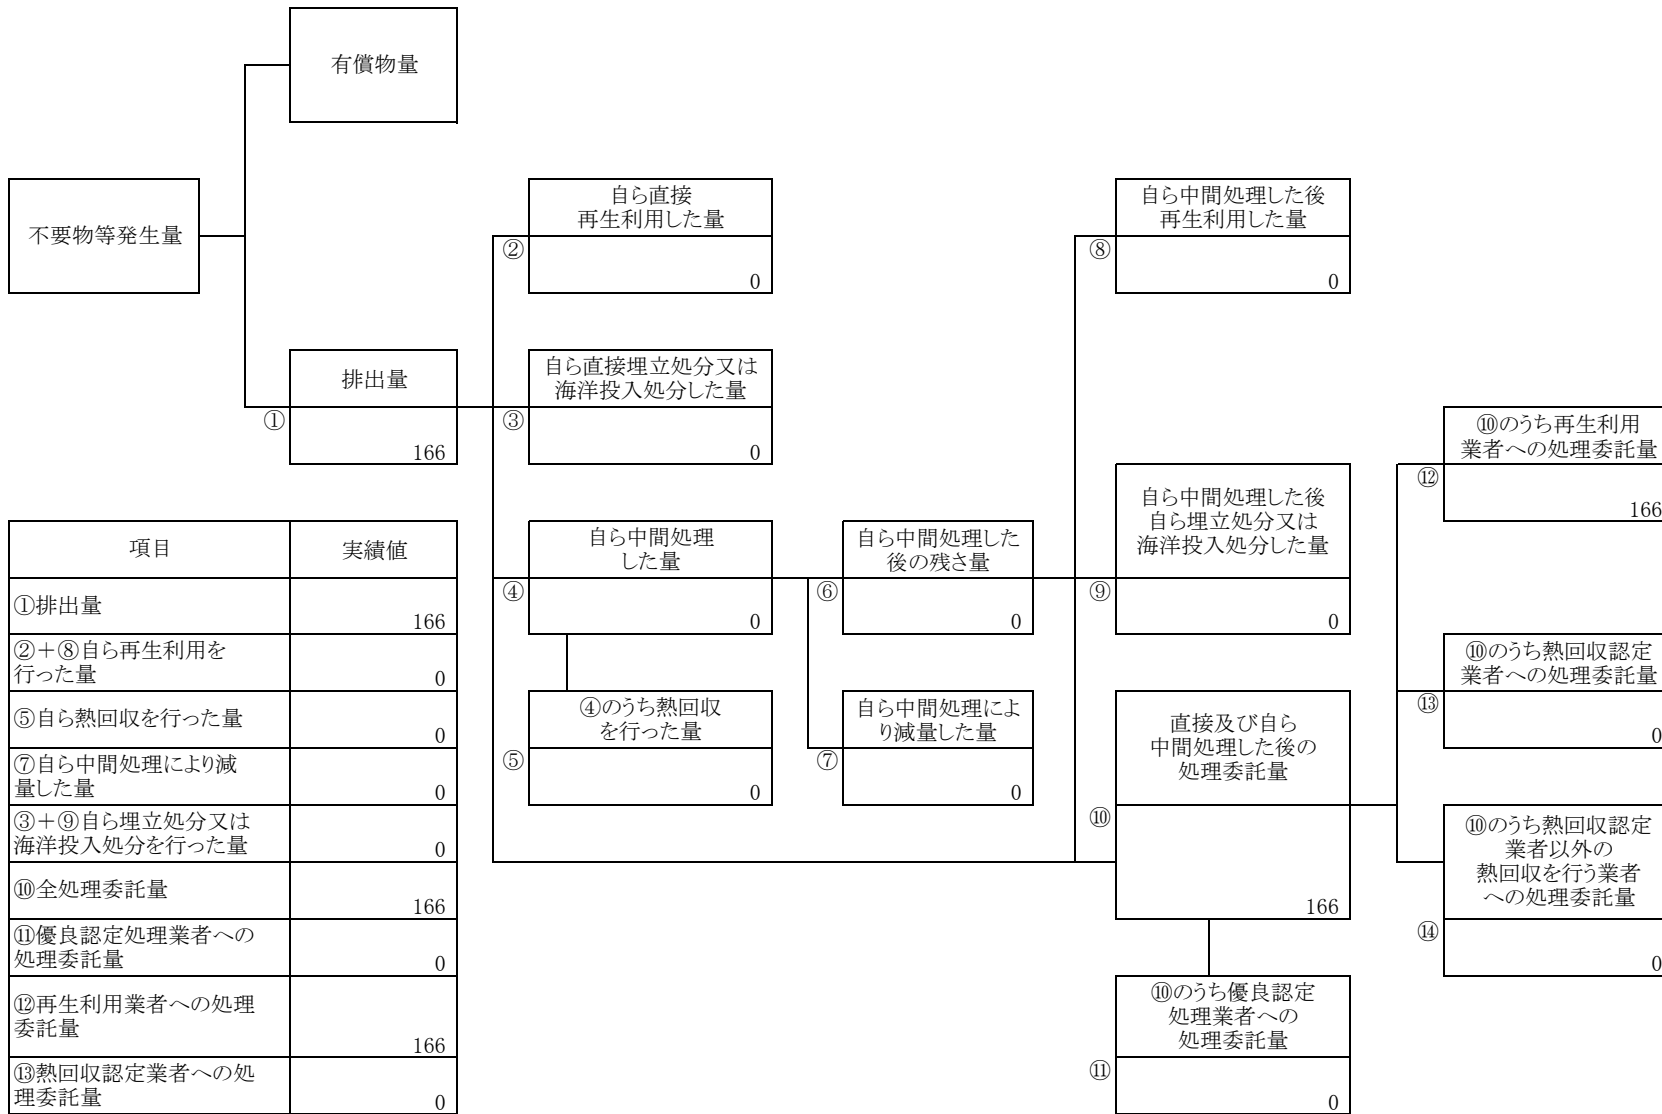 有償物量
不要物等発生量
自ら直接
再生利用した量
②
0
自ら中間処理した後
再生利用した量
⑧
0
排出量
①
166
自ら直接埋立処分又は
海洋投入処分した量
③
0
⑩のうち再生利用
業者への処理委託量
⑫
166
自ら中間処理
した量
④
0
自ら中間処理した
後の残さ量
⑥
0
自ら中間処理した後
自ら埋立処分又は
海洋投入処分した量
⑨
0
⑩のうち熱回収認定
業者への処理委託量
⑬
0
④のうち熱回収
を行った量
⑤
0
自ら中間処理によ
り減量した量
⑦
0
直接及び自ら
中間処理した後の
処理委託量
⑩
166
⑩のうち熱回収認定
業者以外の
熱回収を行う業者
への処理委託量
⑭
0
⑩のうち優良認定
処理業者への
処理委託量
⑪
0
項目 実績値
①排出量
166
②+⑧自ら再生利用を
行った量 0
⑤自ら熱回収を行った量
0
⑦自ら中間処理により減
量した量 0
③+⑨自ら埋立処分又は
海洋投入処分を行った量 0
⑩全処理委託量
166
⑪優良認定処理業者への
処理委託量 0
⑫再生利用業者への処理
委託量
166
⑬熱回収認定業者への処
理委託量 0